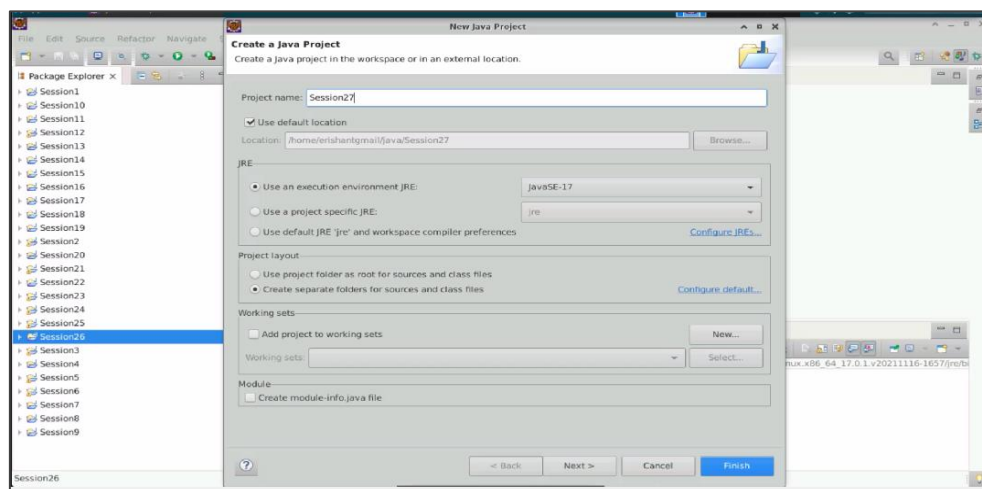 New Java Project
File Edit Source Refactor Navigate
Create a Java Project
Create a Java project in the workspace or in an external location.
Package Explorer
Session1
Session10
Session11
Session12
Session13
Session14
Session15
Session16
Session17
Session18
Session19
Session2
Session20
Session21
Session22
Session23
Session24
Session25
Session26
Session3
Session4
Session5
Session6
Session7
Session8
Session9
Project name: Session27
Use default location
Location: /home/erishantgmail/java/Session27 Browse...
JRE
Use an execution environment JRE: JavaSE-17
Use a project specific JRE: jre
Use default JRE 'jre' and workspace compiler preferences Configure JREs...
Project layout
Use project folder as root for sources and class files
Create separate folders for sources and class files Configure default...
Working sets
Add project to working sets New...
Working sets: Select...
Module
Create module-info.java file
? < Back Next > Cancel Finish
nux.x86_64_17.0.1.v20211116-1657/jre/bi
Session26